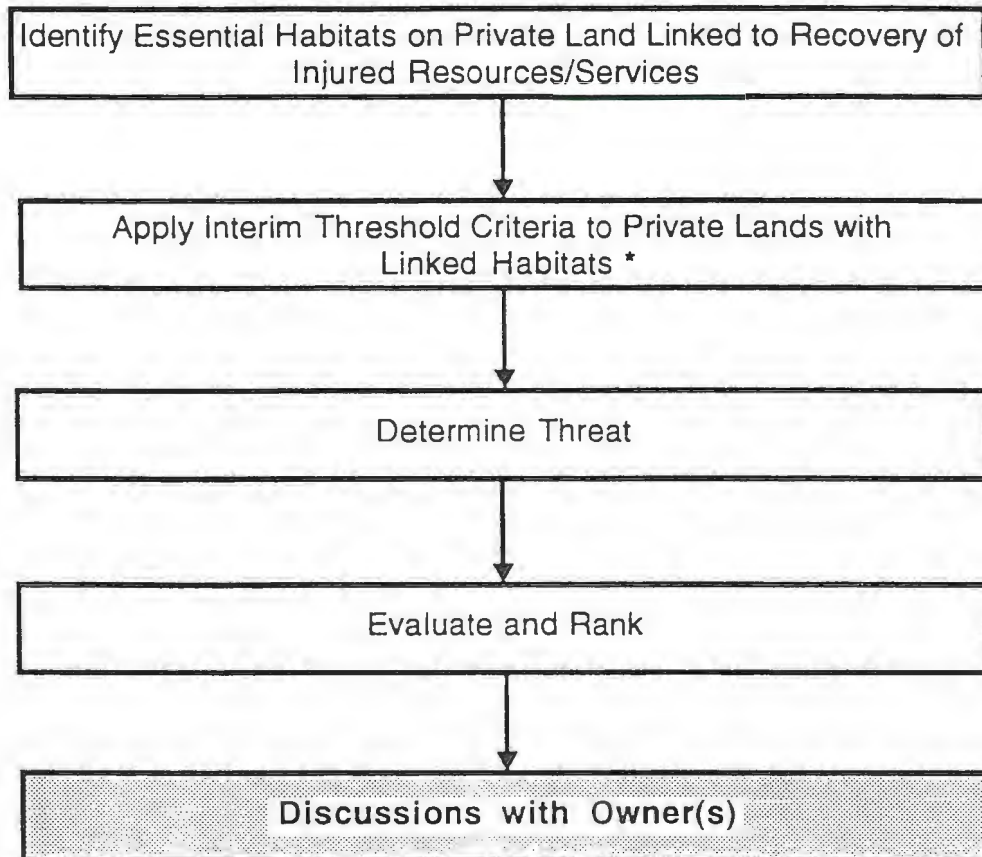 Identify Essential Habitats on Private Land Linked to Recovery of
Injured Resources/Services
Apply Interim Threshold Criteria to Private Lands with
Linked Habitats *
Determine Threat
Evaluate and Rank
Discussions with Owner(s)